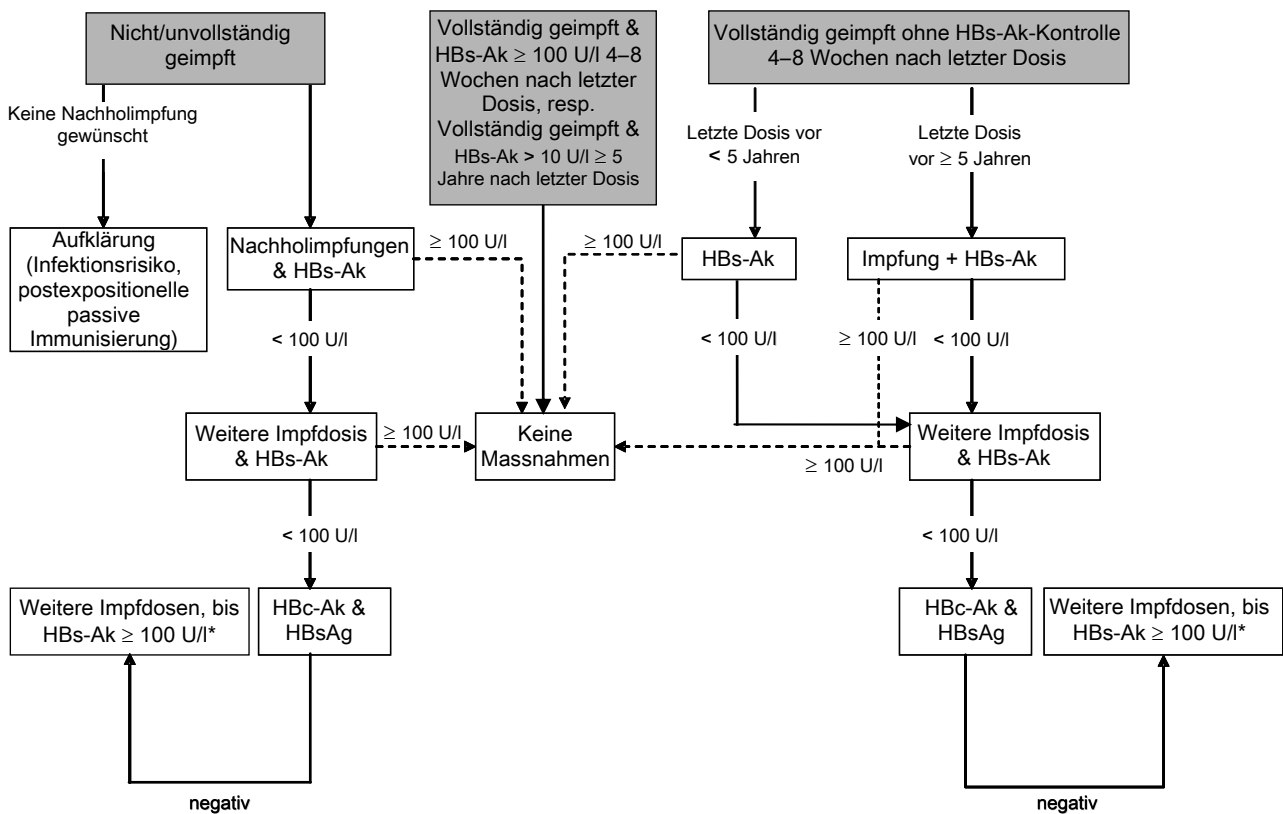 Nicht/unvollständig
geimpft
Vollständig geimpft &
HBs-Ak ≥ 100 U/l 4–8
Wochen nach letzter
Dosis, resp.
Vollständig geimpft &
HBs-Ak > 10 U/l ≥ 5
Jahre nach letzter Dosis
Vollständig geimpft ohne HBs-Ak-Kontrolle
4–8 Wochen nach letzter Dosis
Keine Nachholimpfung
gewünscht
Letzte Dosis vor
< 5 Jahren
Letzte Dosis
vor ≥ 5 Jahren
Aufklärung
(Infektionsrisiko,
postexpositionelle
passive
Immunisierung)
Nachholimpfungen
& HBs-Ak
≥ 100 U/l
≥ 100 U/l
HBs-Ak
Impfung + HBs-Ak
< 100 U/l
< 100 U/l
≥ 100 U/l
< 100 U/l
Weitere Impfdosis
& HBs-Ak
≥ 100 U/l
Keine
Massnahmen
≥ 100 U/l
Weitere Impfdosis
& HBs-Ak
< 100 U/l
< 100 U/l
Weitere Impfdosen, bis
HBs-Ak ≥ 100 U/l*
HBc-Ak &
HBsAg
HBc-Ak &
HBsAg
Weitere Impfdosen, bis
HBs-Ak ≥ 100 U/l*
negativ
negativ